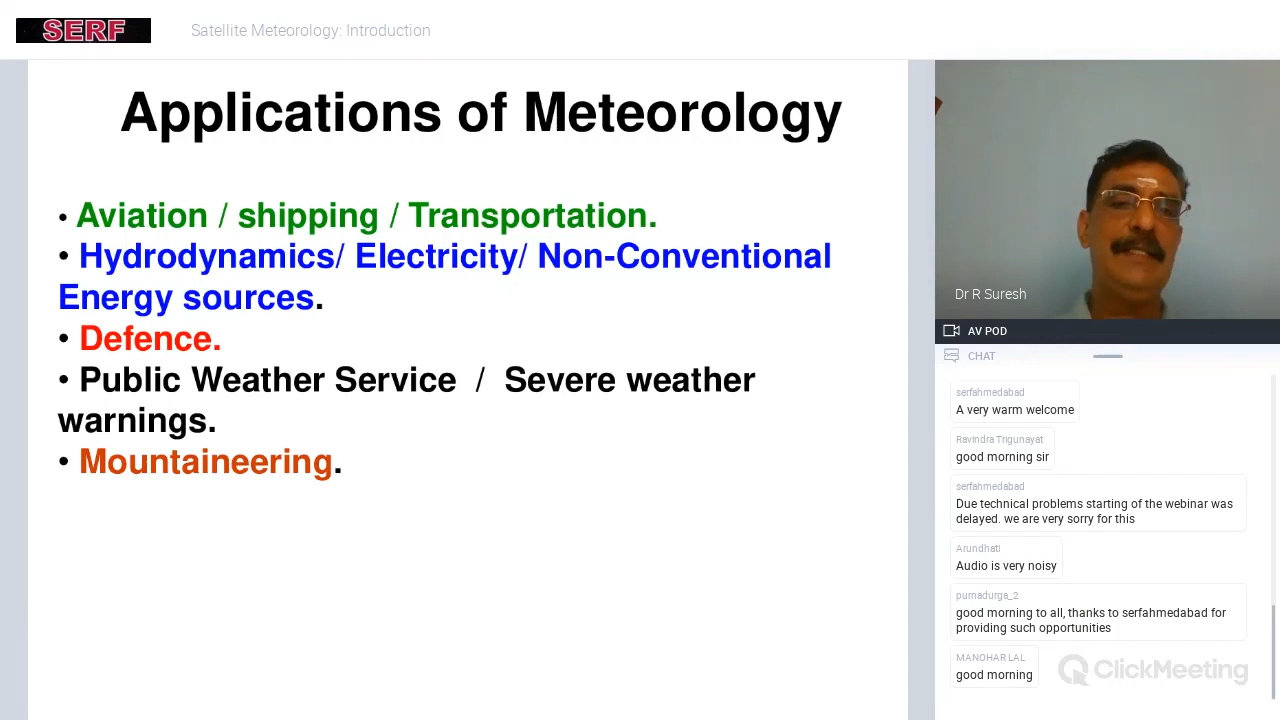 SERF
Satellite Meteorology: Introduction
Applications of Meteorology
• Aviation / shipping / Transportation.
• Hydrodynamics/ Electricity/ Non-Conventional
Energy sources.
• Defence.
• Public Weather Service / Severe weather
warnings.
• Mountaineering.
Dr R Suresh
AV POD
CHAT
serfahmedabad
A very warm welcome
Ravindra Trigunayat
good morning sir
serfahmedabad
Due technical problems starting of the webinar was
delayed. we are very sorry for this
Arundhati
Audio is very noisy
purnadurga_2
good morning to all, thanks to serfahmedabad for
providing such opportunities
MANOHAR LAL
good morning
ClickMeeting